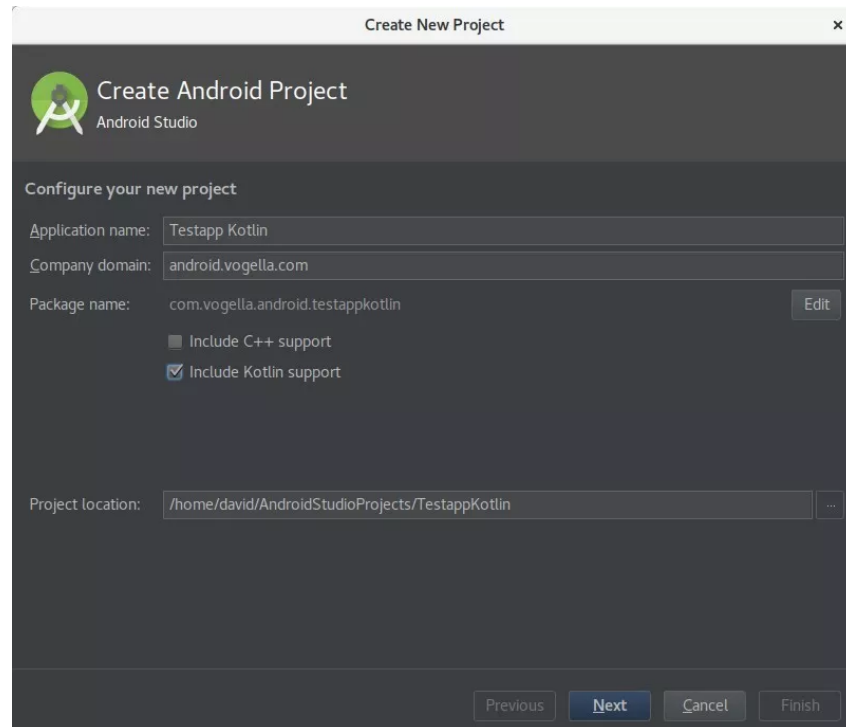 Create New Project ×
Create Android Project
Android Studio
Configure your new project
Application name: Testapp Kotlin
Company domain: android.vogella.com
Package name: com.vogella.android.testappkotlin Edit
Include C++ support
Include Kotlin support
Project location: /home/david/AndroidStudioProjects/TestappKotlin ...
Previous Next Cancel Finish